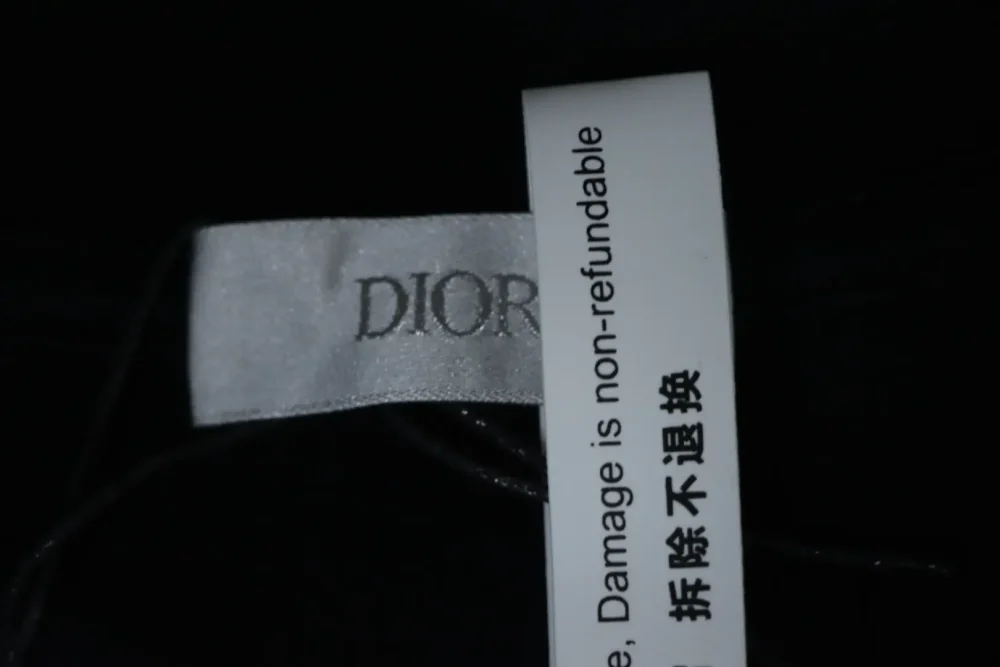 DIOR
e, Damage is non-refundable
拆除不退换